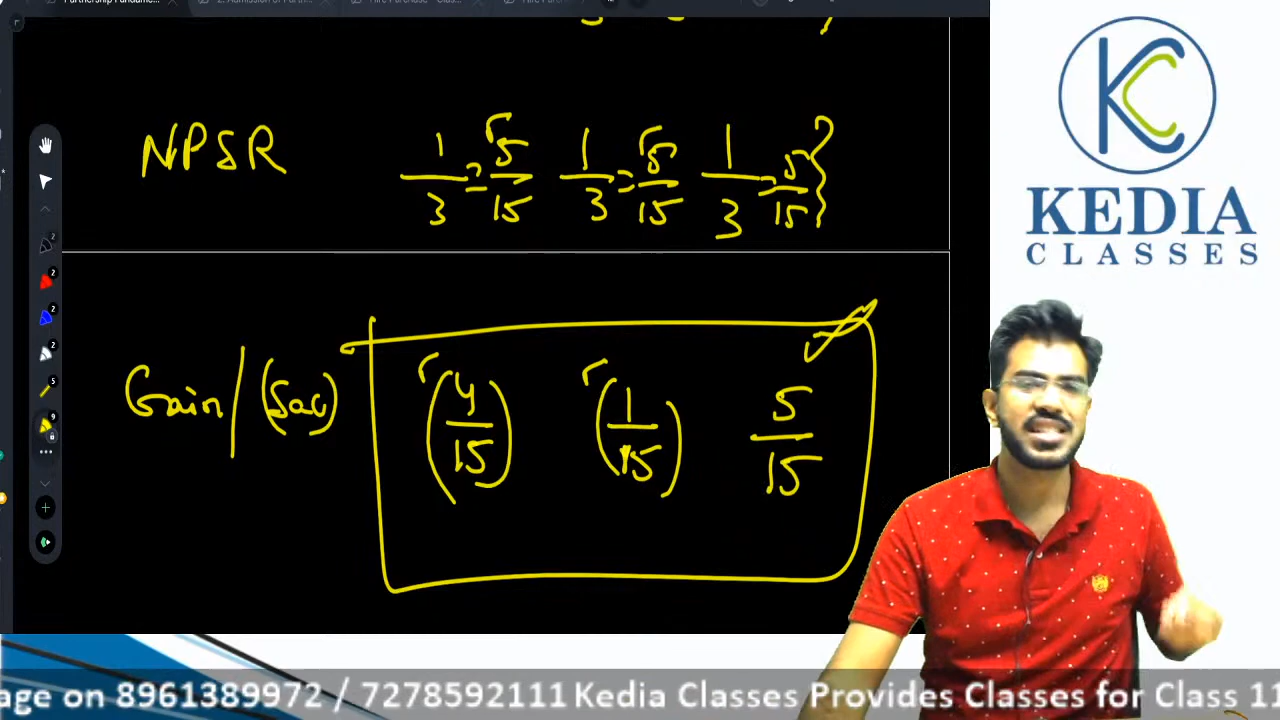 NPSR 1/3 = 5/15 1/3 = 5/15 1/3 = 5/15
Gain/(Sac) (4/15) (1/15) 5/15
KC
KEDIA
CLASSES
age on 8961389972 / 7278592111 Kedia Classes Provides Classes for Class 11